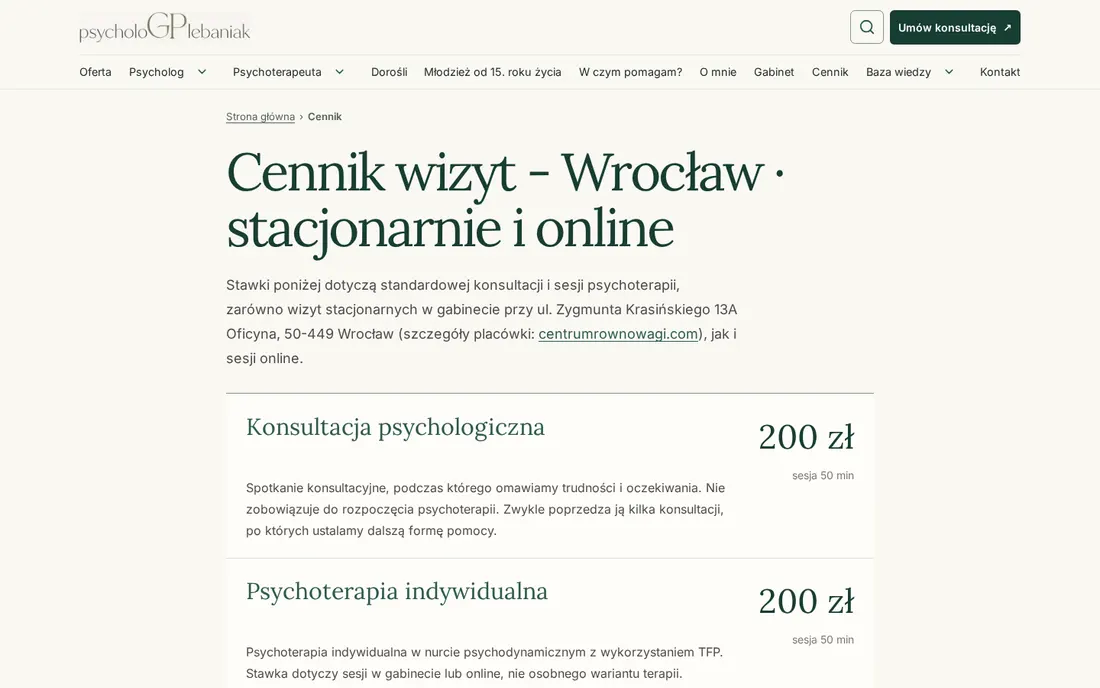 psycholoGPlebaniak
Umów konsultację ↗
Oferta Psycholog Psychoterapeuta Dorośli Młodzież od 15. roku życia W czym pomagam? O mnie Gabinet Cennik Baza wiedzy Kontakt
Strona główna › Cennik
Cennik wizyt - Wrocław ·
stacjonarnie i online
Stawki poniżej dotyczą standardowej konsultacji i sesji psychoterapii,
zarówno wizyt stacjonarnych w gabinecie przy ul. Zygmunta Krasińskiego 13A
Oficyna, 50-449 Wrocław (szczegóły placówki: centrumrownowagi.com), jak i
sesji online.
Konsultacja psychologiczna
200 zł
sesja 50 min
Spotkanie konsultacyjne, podczas którego omawiamy trudności i oczekiwania. Nie
zobowiązuje do rozpoczęcia psychoterapii. Zwykle poprzedza ją kilka konsultacji,
po których ustalamy dalszą formę pomocy.
Psychoterapia indywidualna
200 zł
sesja 50 min
Psychoterapia indywidualna w nurcie psychodynamicznym z wykorzystaniem TFP.
Stawka dotyczy sesji w gabinecie lub online, nie osobnego wariantu terapii.